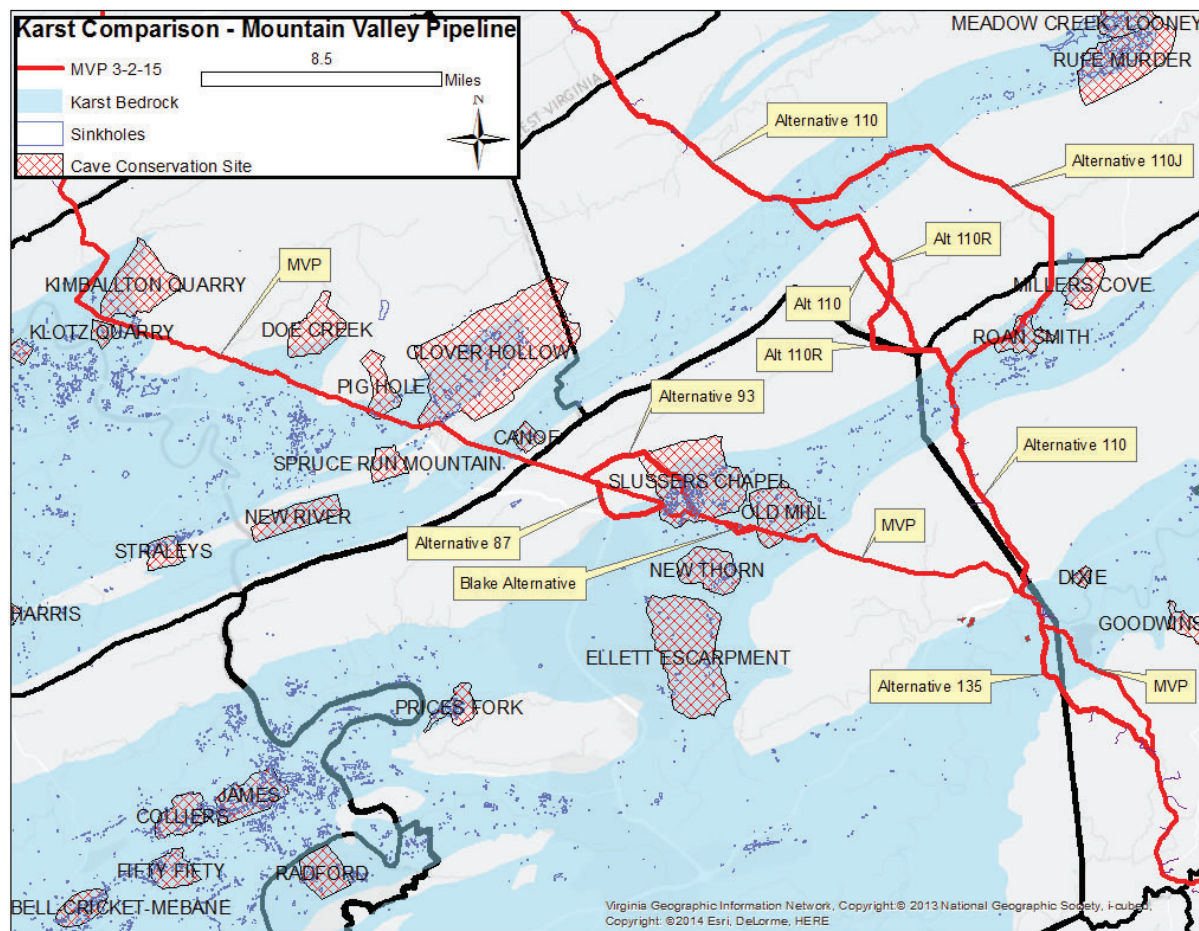 Karst Comparison - Mountain Valley Pipeline
MVP 3-2-15
8.5
Miles
Karst Bedrock
Sinkholes
Cave Conservation Site
N
EST VIRGINIA
MEADOW CREEK - LOONEY
RUFE MURDER
Alternative 110
Alternative 110J
Alt 110R
MVP
KIMBALLTON QUARRY
MILLERS COVE
Alt 110
KLOTZ QUARRY
DOE CREEK
ROAN SMITH
CLOVER HOLLOW
Alt 110R
PIG HOLE
Alternative 93
CANOE
Alternative 110
SPRUCE RUN MOUNTAIN
SLUSSERS CHAPEL
NEW RIVER
OLD MILL
MVP
STRALEYS
Alternative 87
NEW THORN
Blake Alternative
DIXIE
HARRIS
GOODWINS
ELLETT ESCARPMENT
Alternative 135
MVP
PRICES FORK
JAMES
COLLIERS
FIFTY FIFTY
RADFORD
BELL CRICKET-MEBANE
Virginia Geographic Information Network, Copyright:© 2013 National Geographic Society, i-cubed,
Copyright: ©2014 Esri, DeLorme, HERE